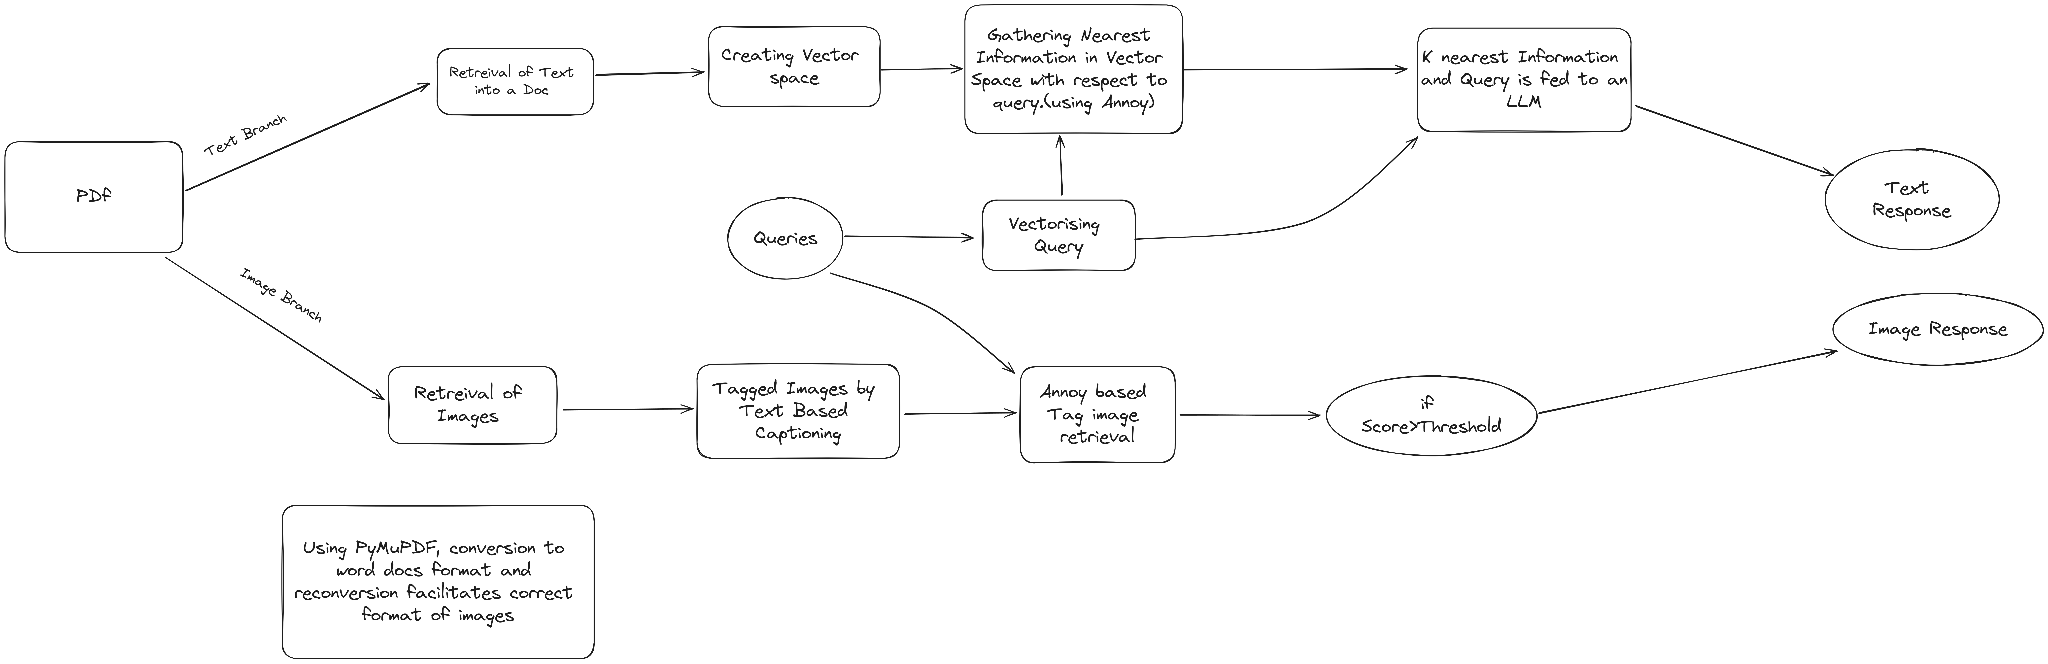 Retreival of Text
into a Doc
Creating Vector
space
Gathering Nearest
Information in Vector
Space with respect to
query.(using Annoy)
K nearest Information
and Query is fed to an
LLM
Text Branch
PDf
Queries
Vectorising
Query
Text
Response
Image Branch
Image Response
Retreival of
Images
Tagged Images by
Text Based
Captioning
Annoy based
Tag image
retrieval
if
Score>Threshold
Using PyMuPDF, conversion to
word docs format and
reconversion facilitates correct
format of images